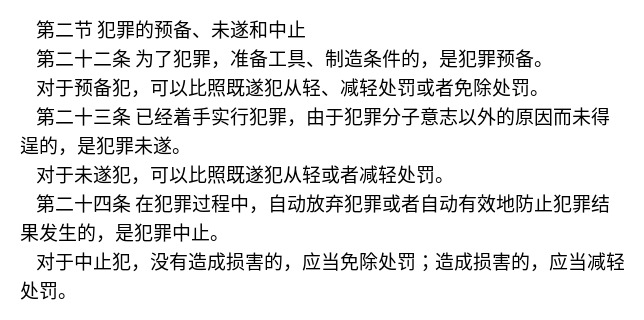 第二节 犯罪的预备、未遂和中止
第二十二条 为了犯罪，准备工具、制造条件的，是犯罪预备。
对于预备犯，可以比照既遂犯从轻、减轻处罚或者免除处罚。
第二十三条 已经着手实行犯罪，由于犯罪分子意志以外的原因而未得
逞的，是犯罪未遂。
对于未遂犯，可以比照既遂犯从轻或者减轻处罚。
第二十四条 在犯罪过程中，自动放弃犯罪或者自动有效地防止犯罪结
果发生的，是犯罪中止。
对于中止犯，没有造成损害的，应当免除处罚；造成损害的，应当减轻
处罚。